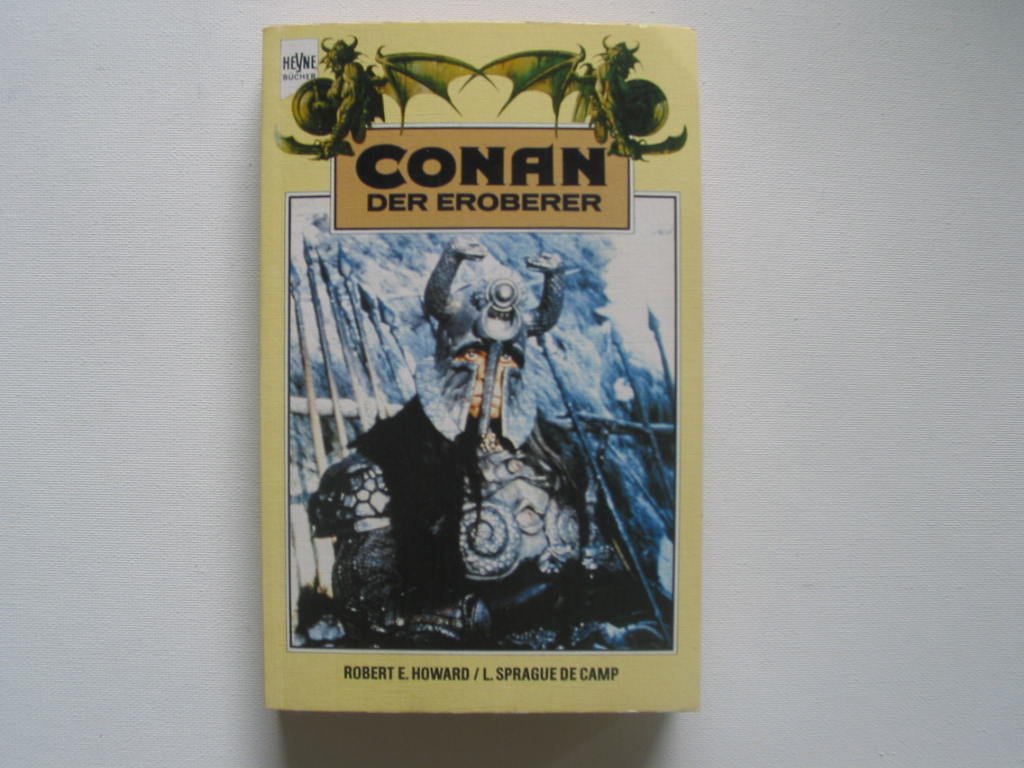 HEYNE
BÜCHER
CONAN
DER EROBERER
ROBERT E. HOWARD / L. SPRAGUE DE CAMP